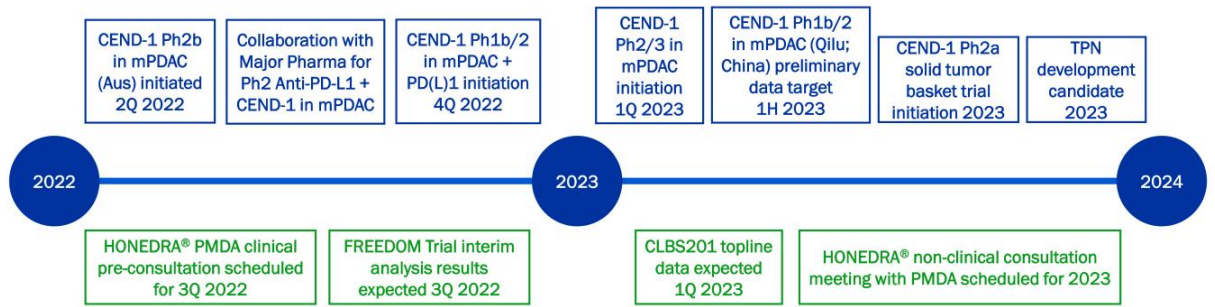 CEND-1 Ph2b
in mPDAC
(Aus) initiated
2Q 2022
Collaboration with
Major Pharma for
Ph2 Anti-PD-L1 +
CEND-1 in mPDAC
CEND-1 Ph1b/2
in mPDAC +
PD(L)1 initiation
4Q 2022
CEND-1
Ph2/3 in
mPDAC
initiation
1Q 2023
CEND-1 Ph1b/2
in mPDAC (Qilu;
China) preliminary
data target
1H 2023
CEND-1 Ph2a
solid tumor
basket trial
initiation 2023
TPN
development
candidate
2023
2022
2023
2024
HONEDRA® PMDA clinical
pre-consultation scheduled
for 3Q 2022
FREEDOM Trial interim
analysis results
expected 3Q 2022
CLBS201 topline
data expected
1Q 2023
HONEDRA® non-clinical consultation
meeting with PMDA scheduled for 2023